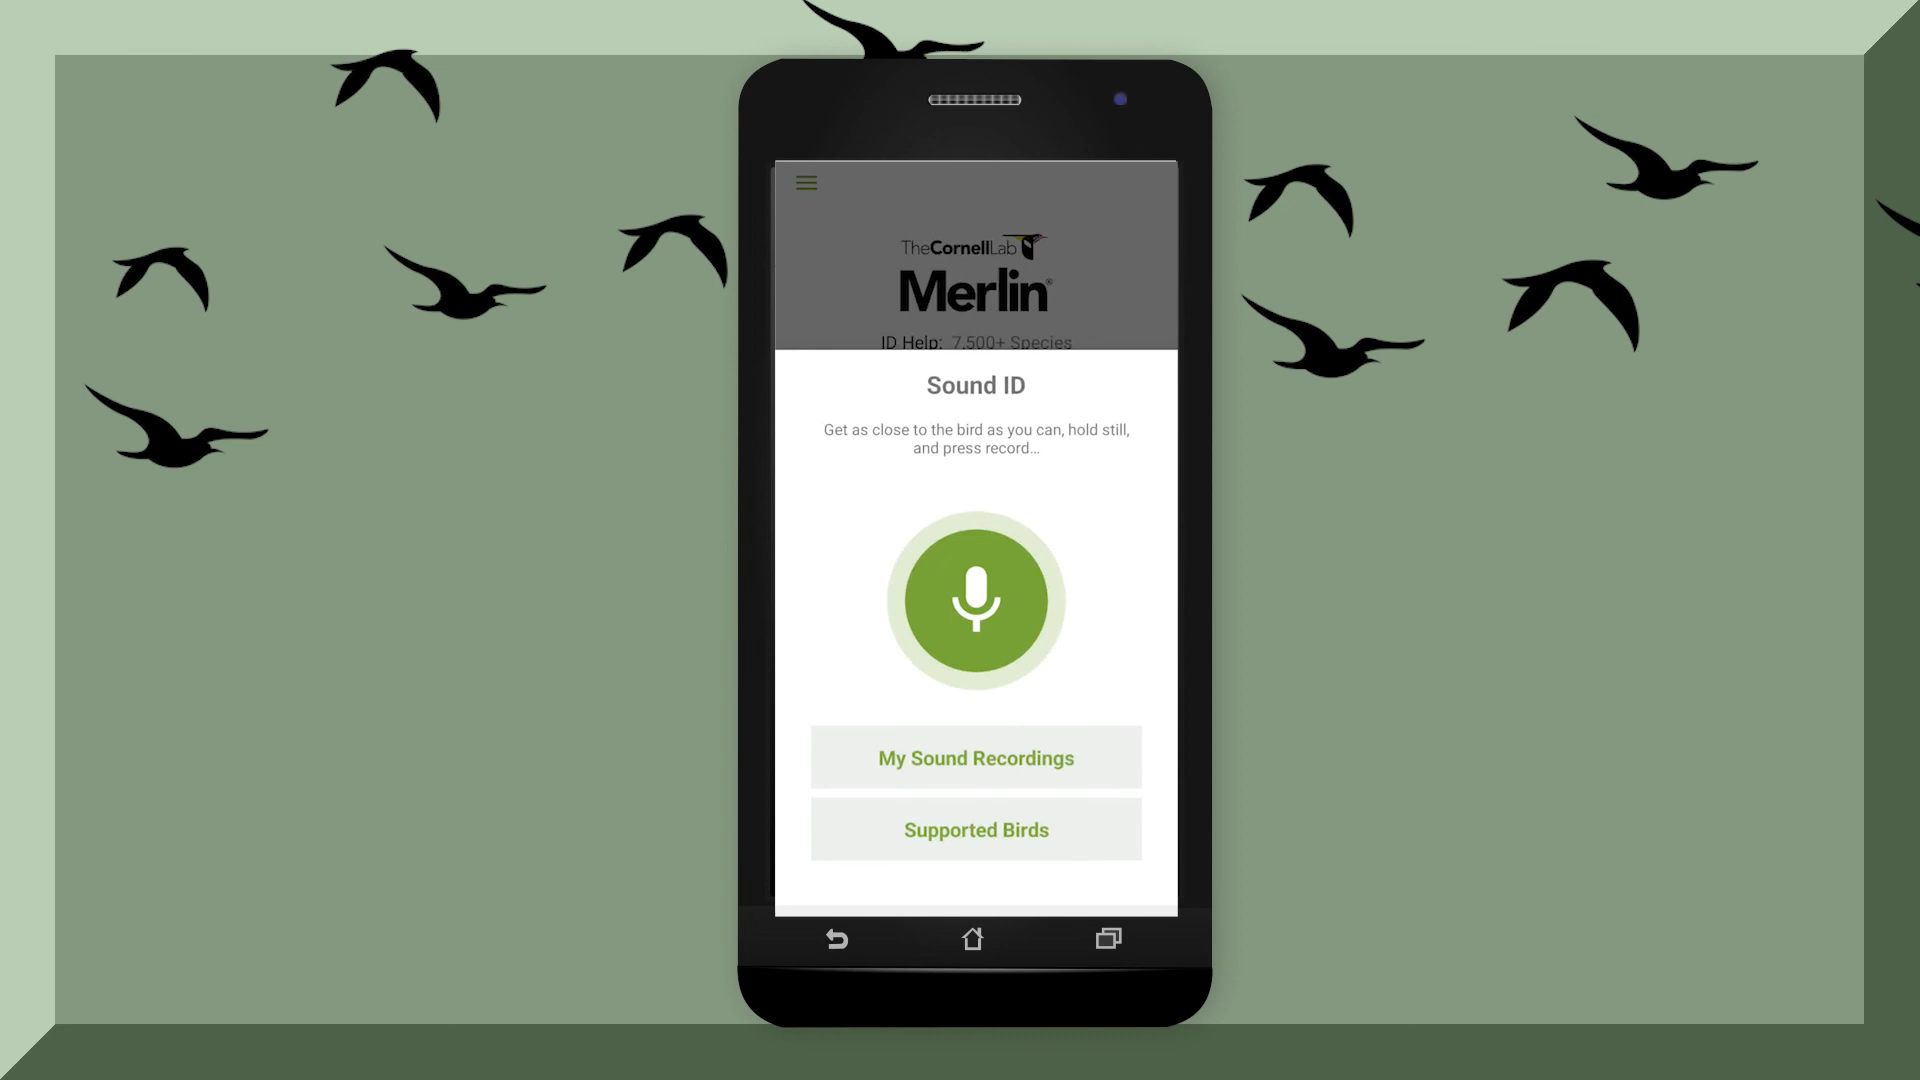 TheCornellLab
Merlin®
ID Help: 7,500+ Species
Sound ID
Get as close to the bird as you can, hold still,
and press record...
My Sound Recordings
Supported Birds